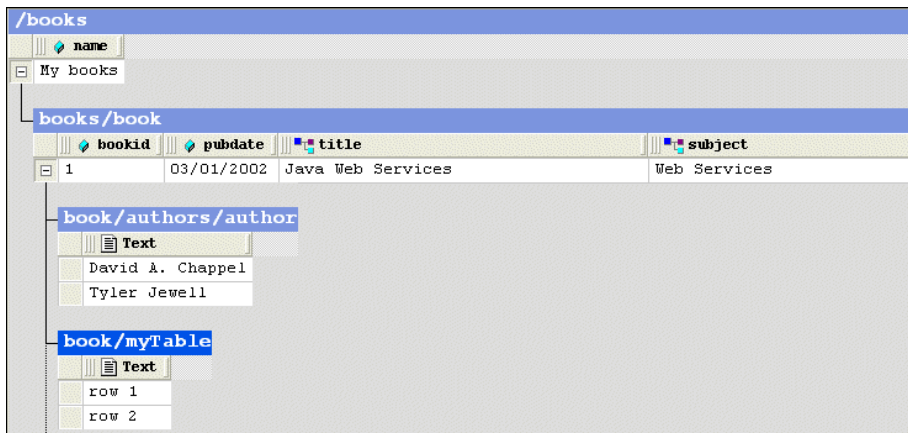 /books
name
My books
books/book
bookid pubdate title subject
1 03/01/2002 Java Web Services Web Services
book/authors/author
Text
David A. Chappel
Tyler Jewell
book/myTable
Text
row 1
row 2